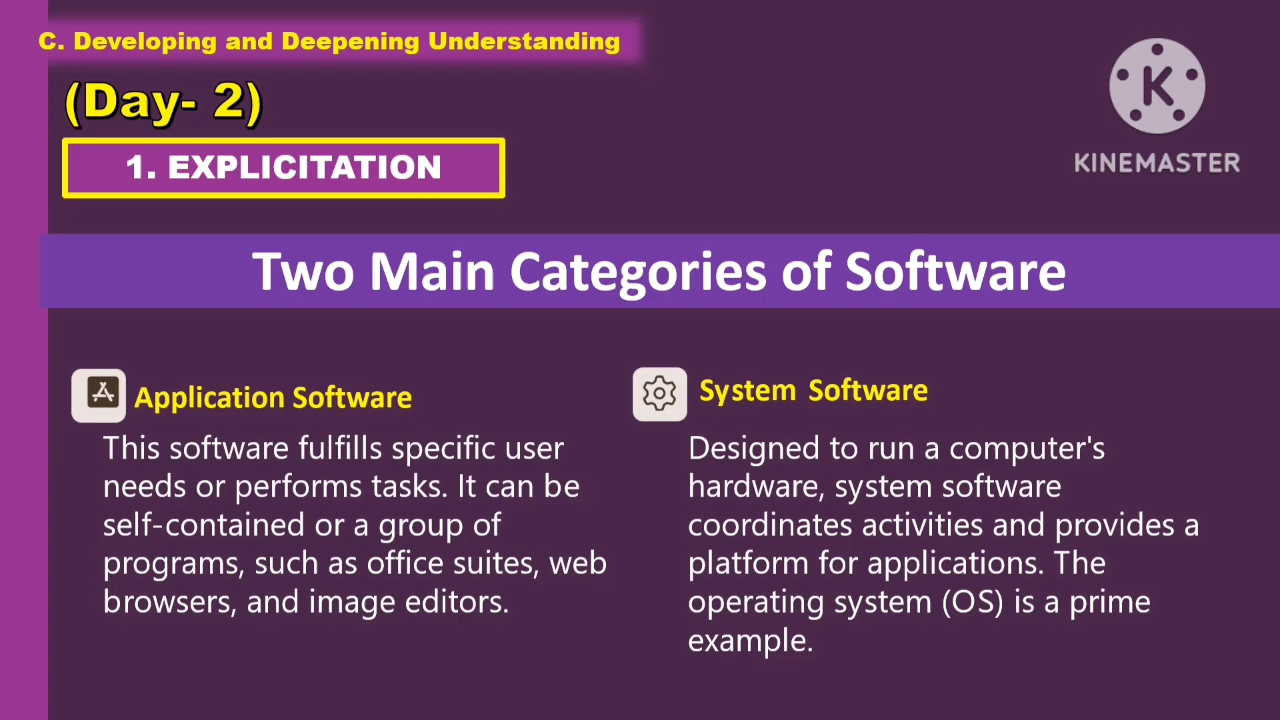 C. Developing and Deepening Understanding
(Day- 2)
1. EXPLICITATION
KINEMASTER
Two Main Categories of Software
Application Software
This software fulfills specific user
needs or performs tasks. It can be
self-contained or a group of
programs, such as office suites, web
browsers, and image editors.
System Software
Designed to run a computer's
hardware, system software
coordinates activities and provides a
platform for applications. The
operating system (OS) is a prime
example.